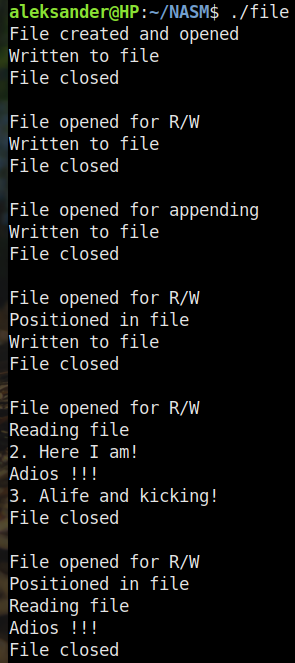 aleksander@HP:~/NASM$ ./file
File created and opened
Written to file
File closed

File opened for R/W
Written to file
File closed

File opened for appending
Written to file
File closed

File opened for R/W
Positioned in file
Written to file
File closed

File opened for R/W
Reading file
2. Here I am!
Adios !!!
3. Alife and kicking!
File closed

File opened for R/W
Positioned in file
Reading file
Adios !!!
File closed